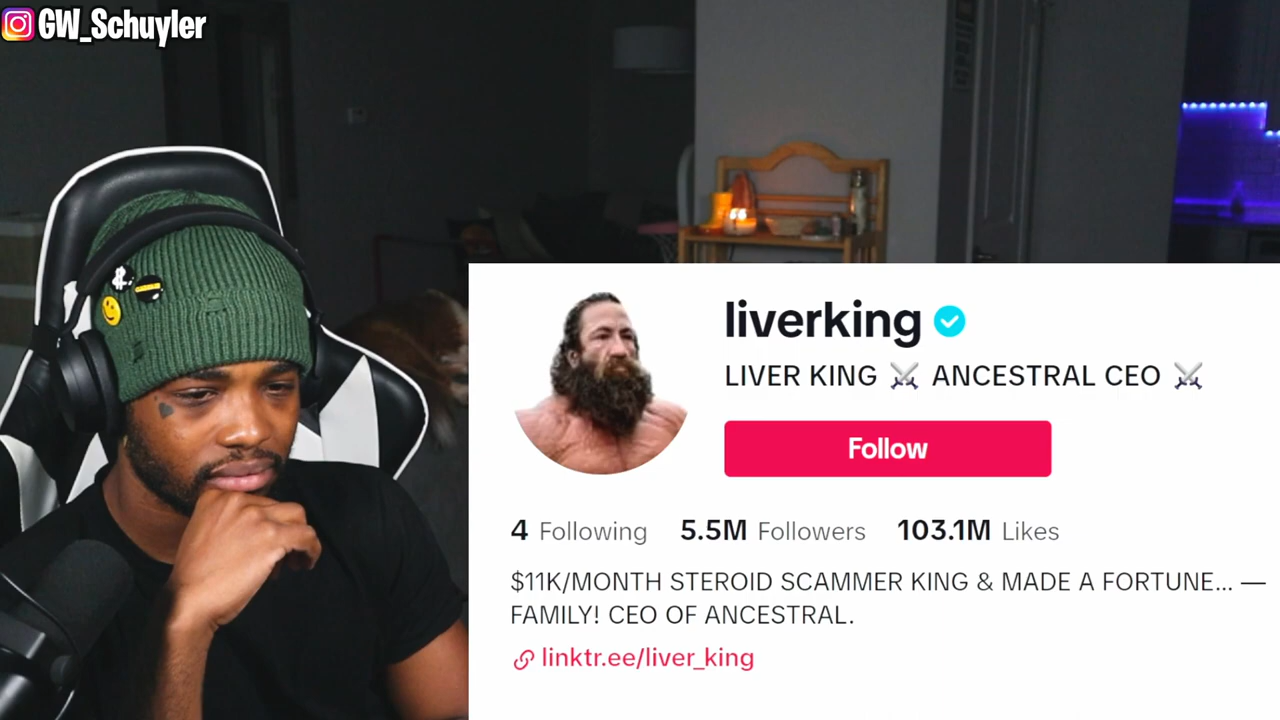 GW_Schuyler
liverking
LIVER KING ⚔️ ANCESTRAL CEO ⚔️
Follow
4 Following 5.5M Followers 103.1M Likes
$11K/MONTH STEROID SCAMMER KING & MADE A FORTUNE... —
FAMILY! CEO OF ANCESTRAL.
linktr.ee/liver_king